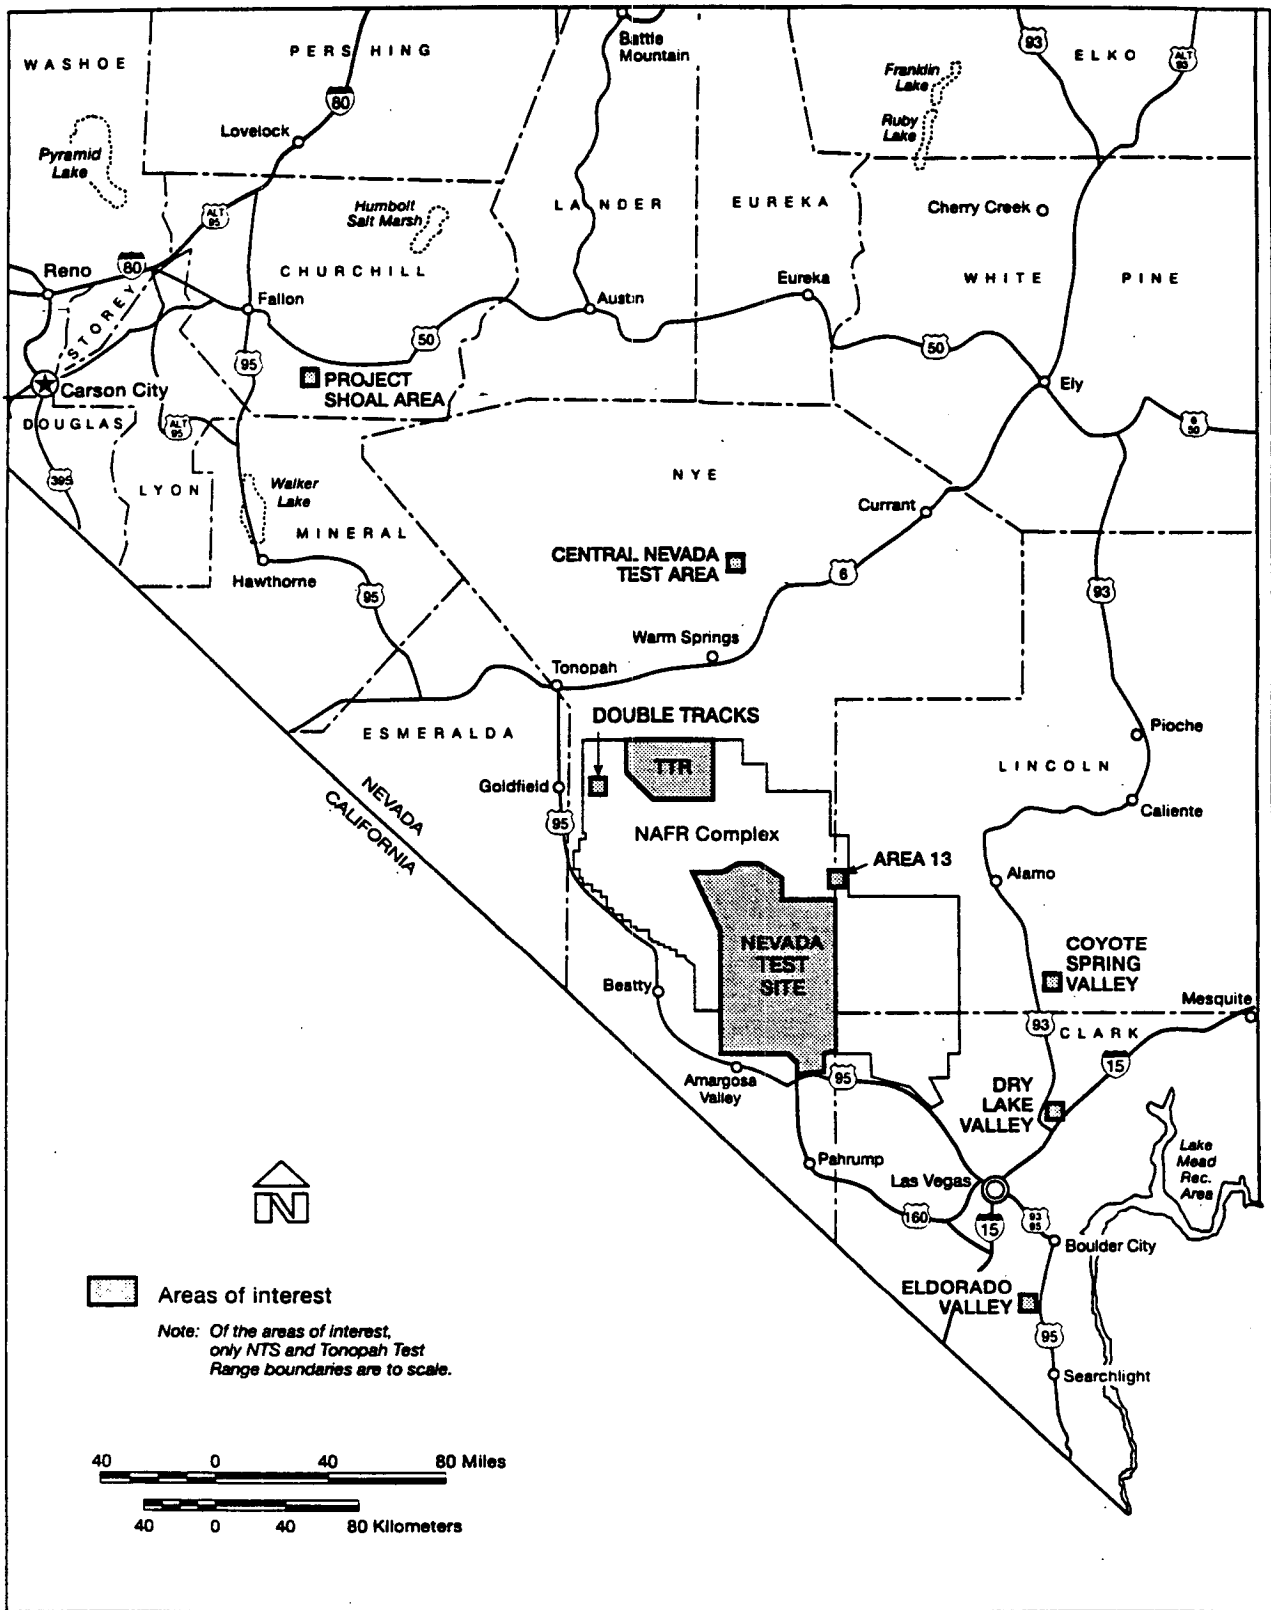 Battle
Mountain
93
ELKO
ALT
93
PERSHING
WASHOE
80
Franklin
Lake
Ruby
Lake
Lovelock
Pyramid
Lake
Humbolt
Salt Marsh
ALT
95
LANDER
EUREKA
Cherry Creek
Reno
80
CHURCHILL
Eureka
WHITE PINE
Fallon
Austin
STOREY
50
50
95
PROJECT
SHOAL AREA
Carson City
Ely
DOUGLAS
ALT
95
6
50
395
LYON
Walker
Lake
NYE
MINERAL
Currant
CENTRAL NEVADA
TEST AREA
6
Hawthorne
95
93
Warm Springs
Tonopah
DOUBLE TRACKS
ESMERALDA
Pioche
TTR
LINCOLN
Goldfield
NEVADA
CALIFORNIA
95
NAFR Complex
Caliente
AREA 13
Alamo
NEVADA
TEST
SITE
COYOTE
SPRING
VALLEY
Beatty
Mesquite
93
CLARK
15
Amargosa
Valley
95
DRY
LAKE
VALLEY
Lake
Mead
Rec.
Area
Pahrump
Las Vegas
160
15
93
95
Boulder City
N
ELDORADO
VALLEY
Areas of interest
95
Note: Of the areas of interest,
only NTS and Tonopah Test
Range boundaries are to scale.
Searchlight
40 0 40 80 Miles
40 0 40 80 Kilometers